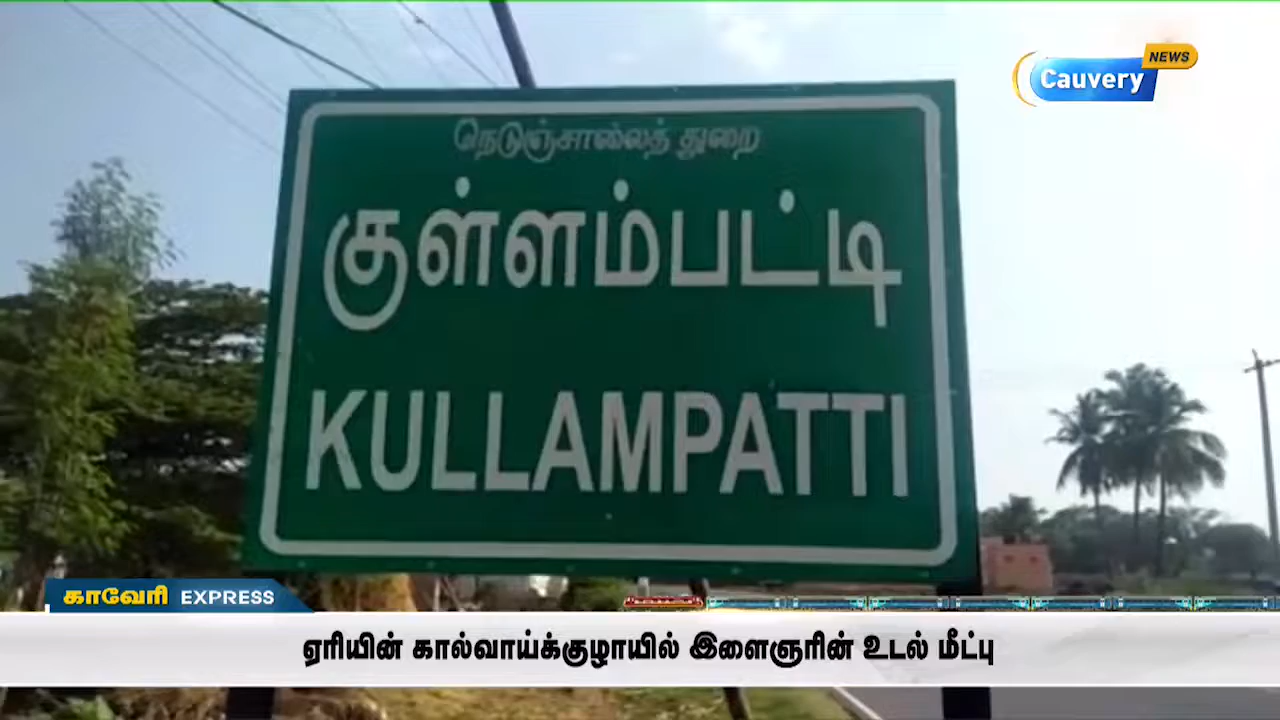 Cauvery NEWS
நெடுஞ்சாலைத் துறை
குள்ளம்பட்டி
KULLAMPATTI
காவேரி EXPRESS
ஏரியின் கால்வாய்க்குழாயில் இளைஞரின் உடல் மீட்பு